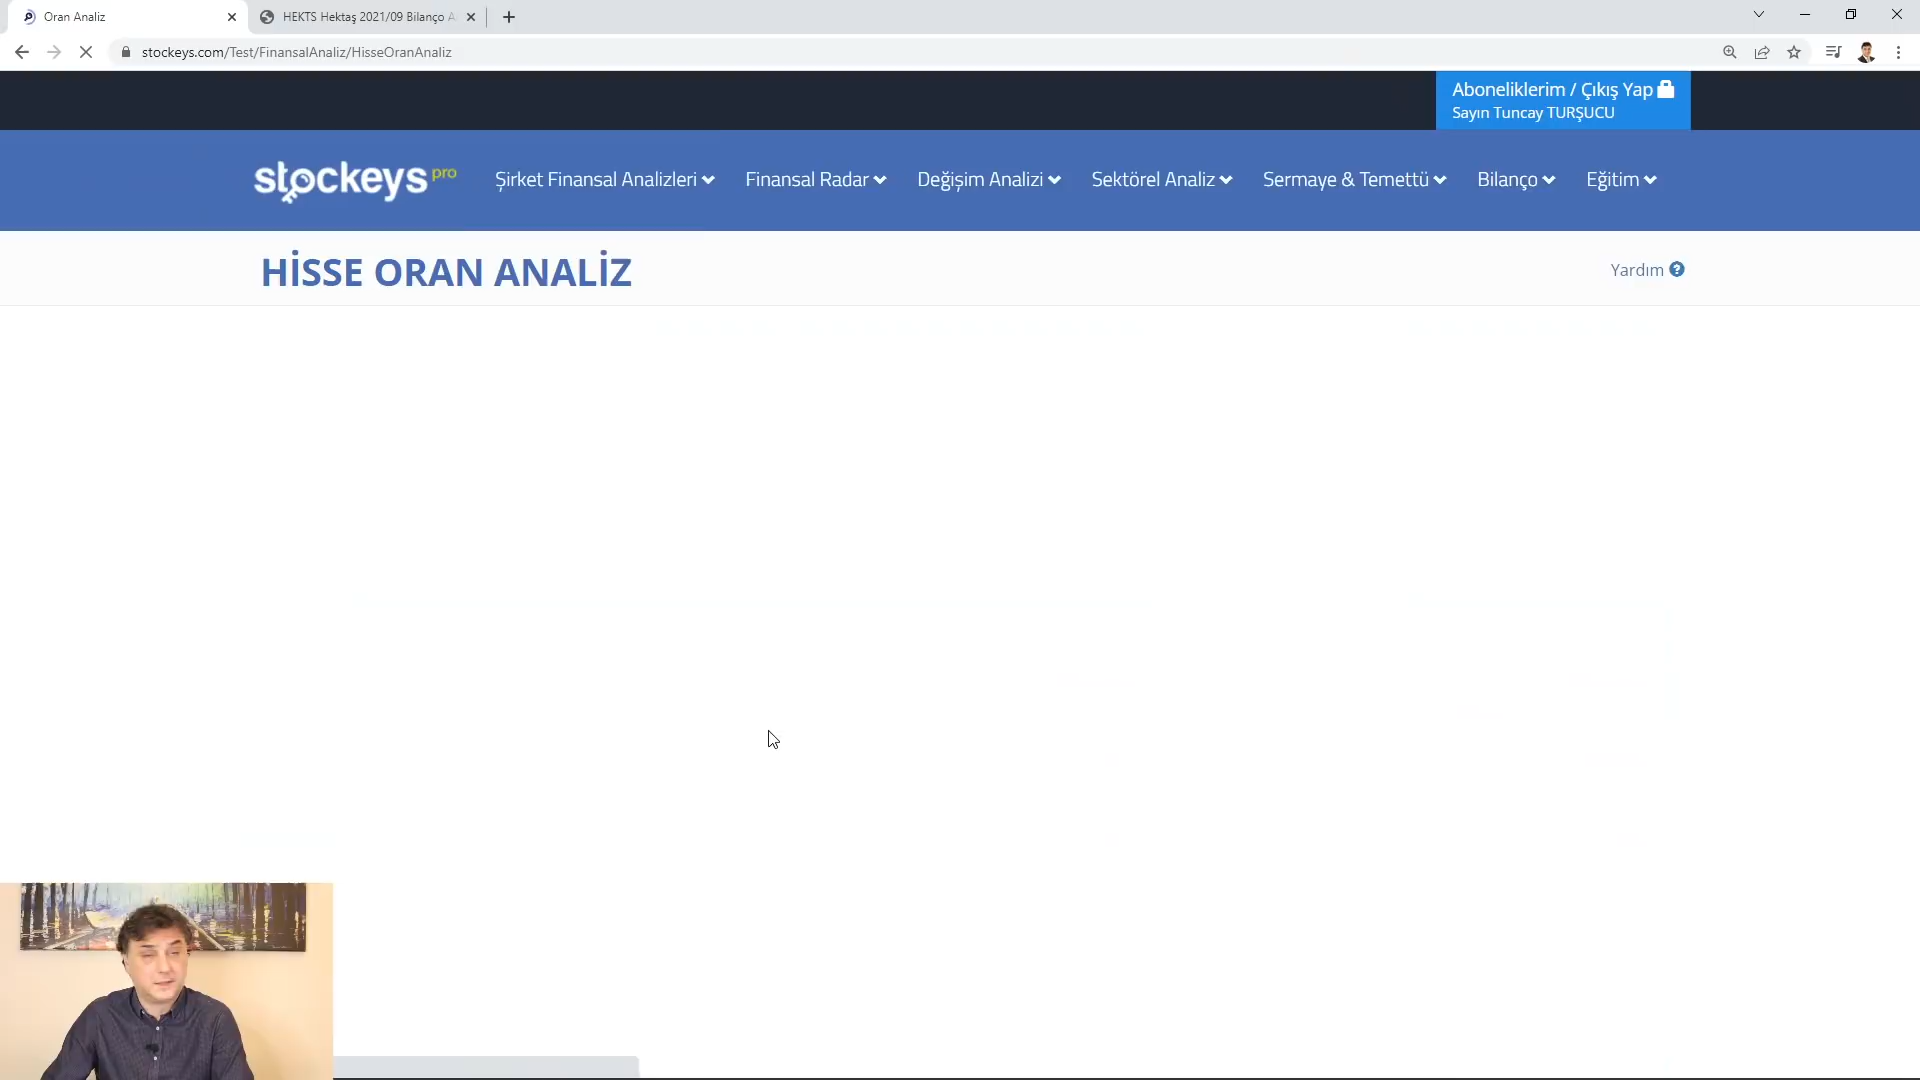 Oran Analiz
HEKTS Hektaş 2021/09 Bilanço A
stockeys.com/Test/FinansalAnaliz/HisseOranAnaliz
Aboneliklerim / Çıkış Yap
Sayın Tuncay TURŞUCU
stockeys pro
Şirket Finansal Analizleri
Finansal Radar
Değişim Analizi
Sektörel Analiz
Sermaye & Temettü
Bilanço
Eğitim
HİSSE ORAN ANALİZ
Yardım